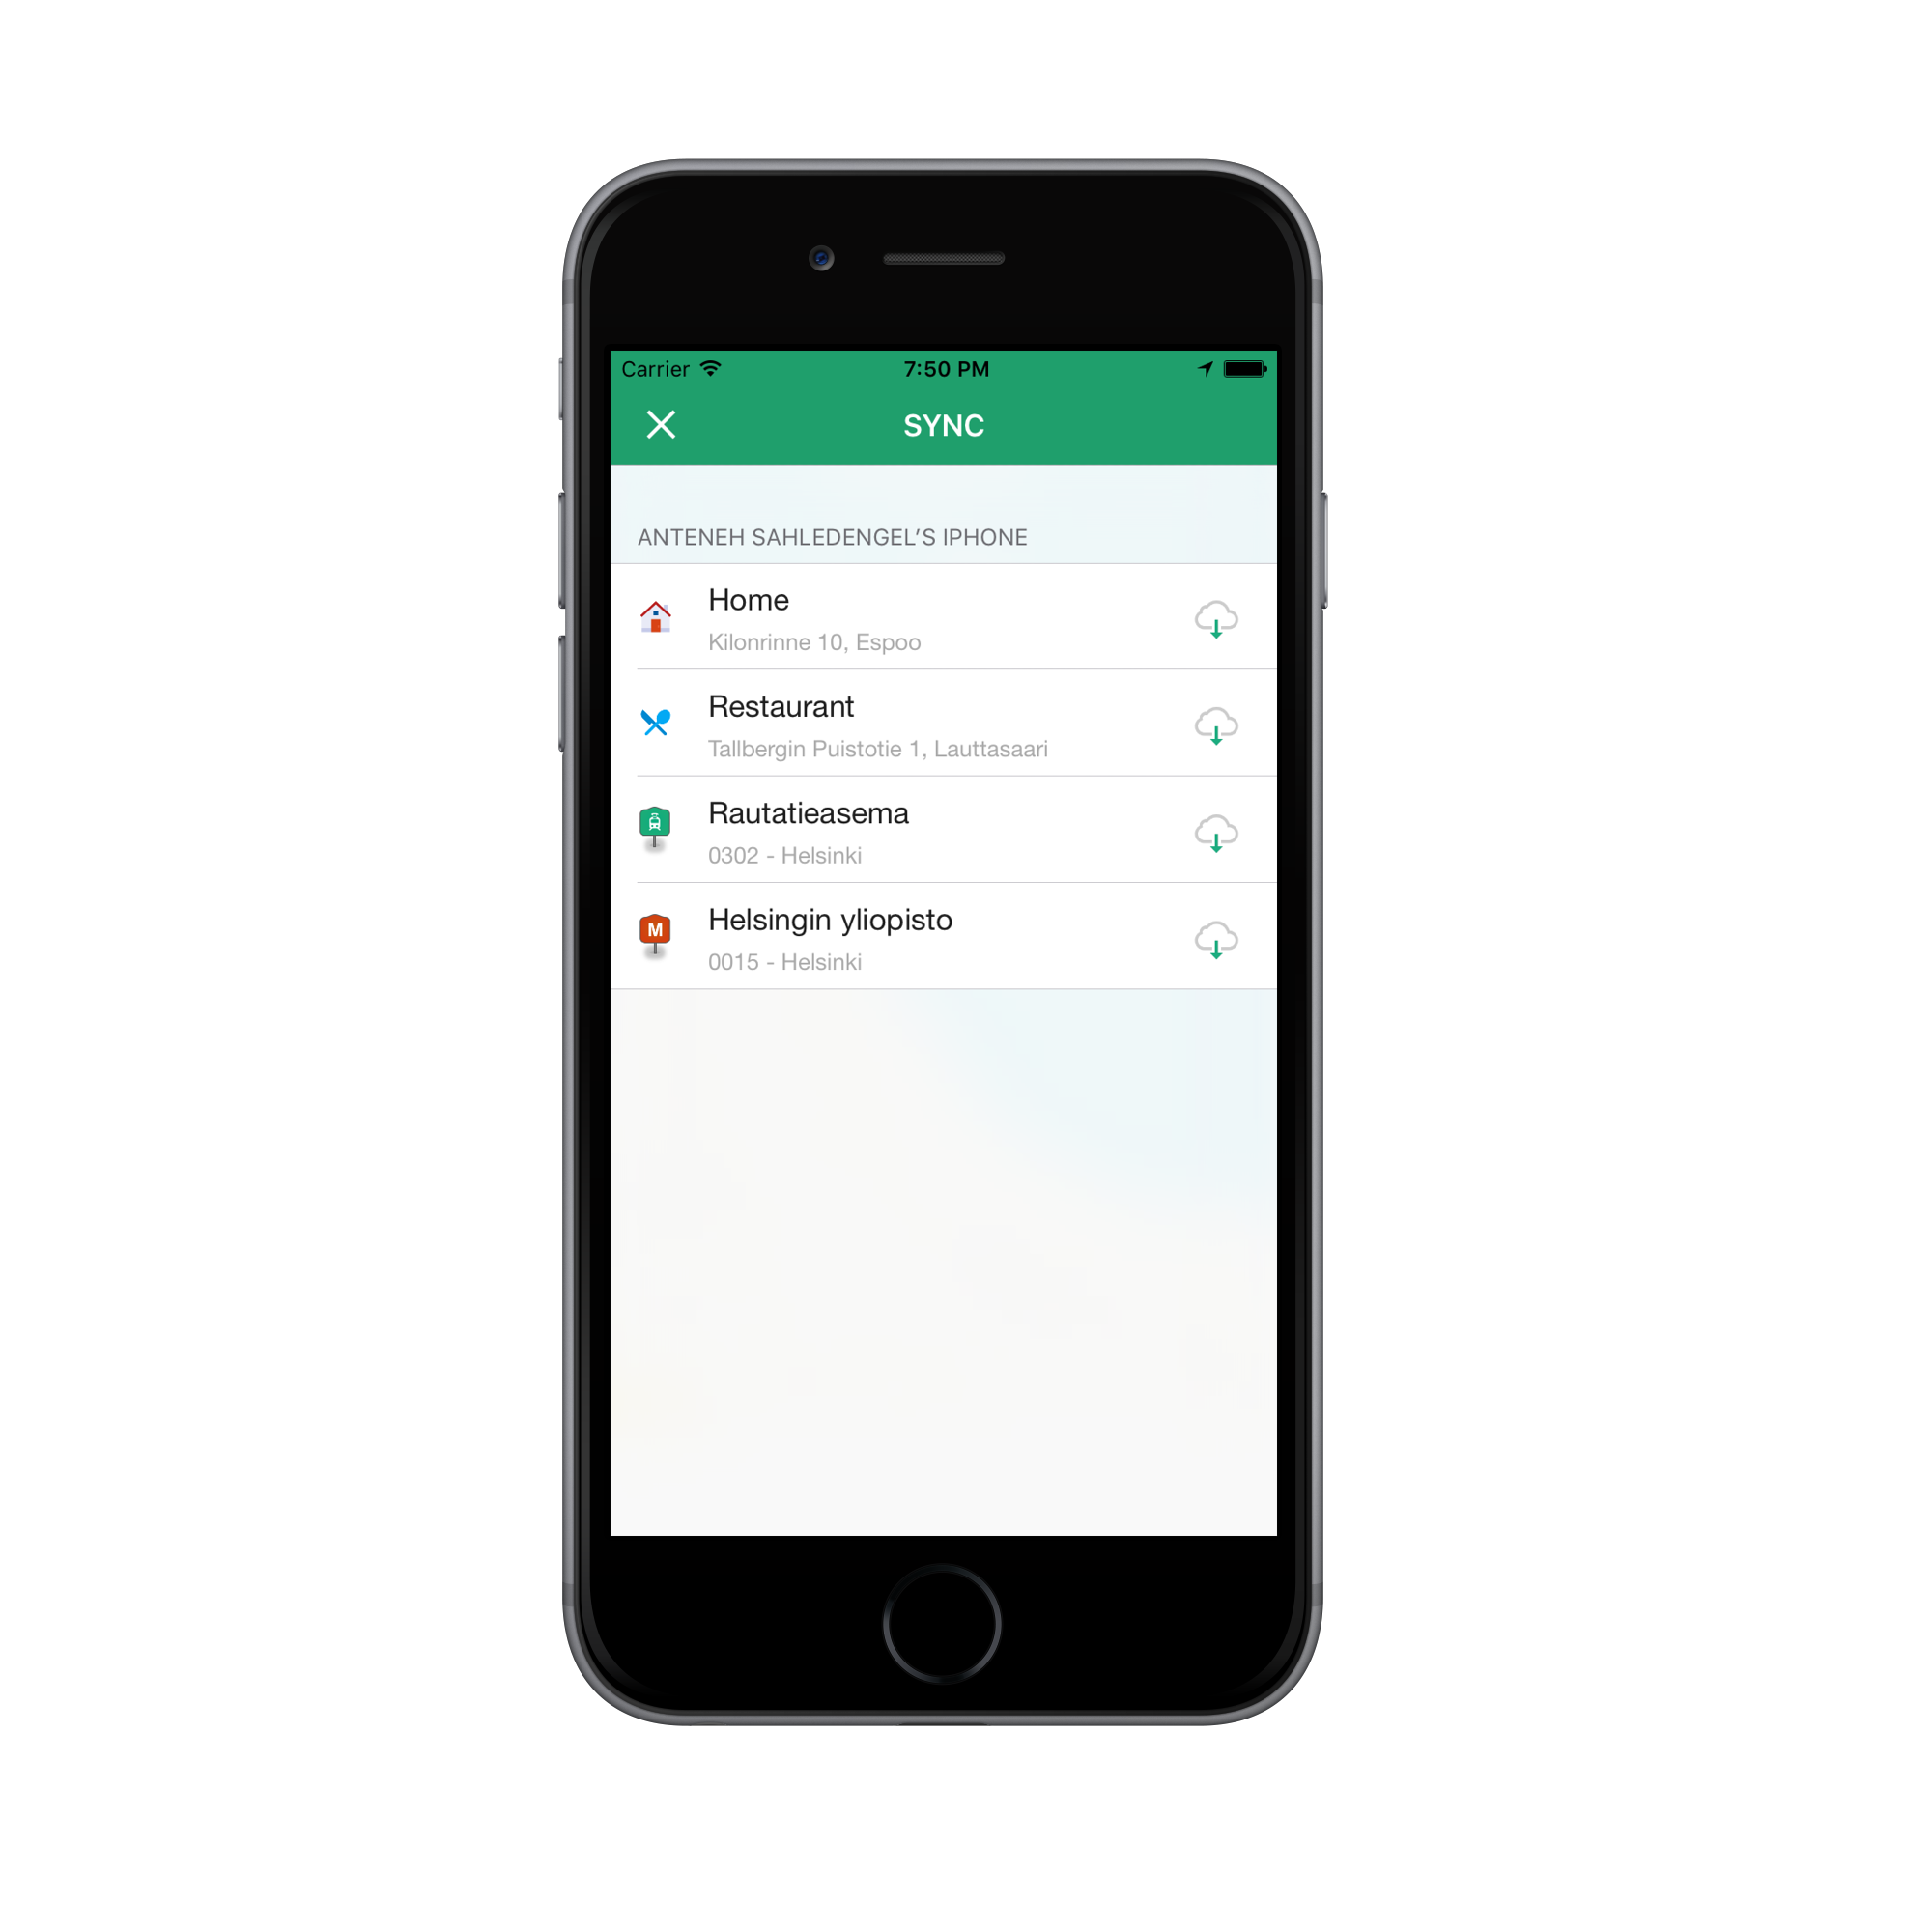 Carrier 7:50 PM
SYNC
ANTENEH SAHLEDENGEL’S IPHONE
Home
Kilonrinne 10, Espoo
Restaurant
Tallbergin Puistotie 1, Lauttasaari
Rautatieasema
0302 - Helsinki
M
Helsingin yliopisto
0015 - Helsinki